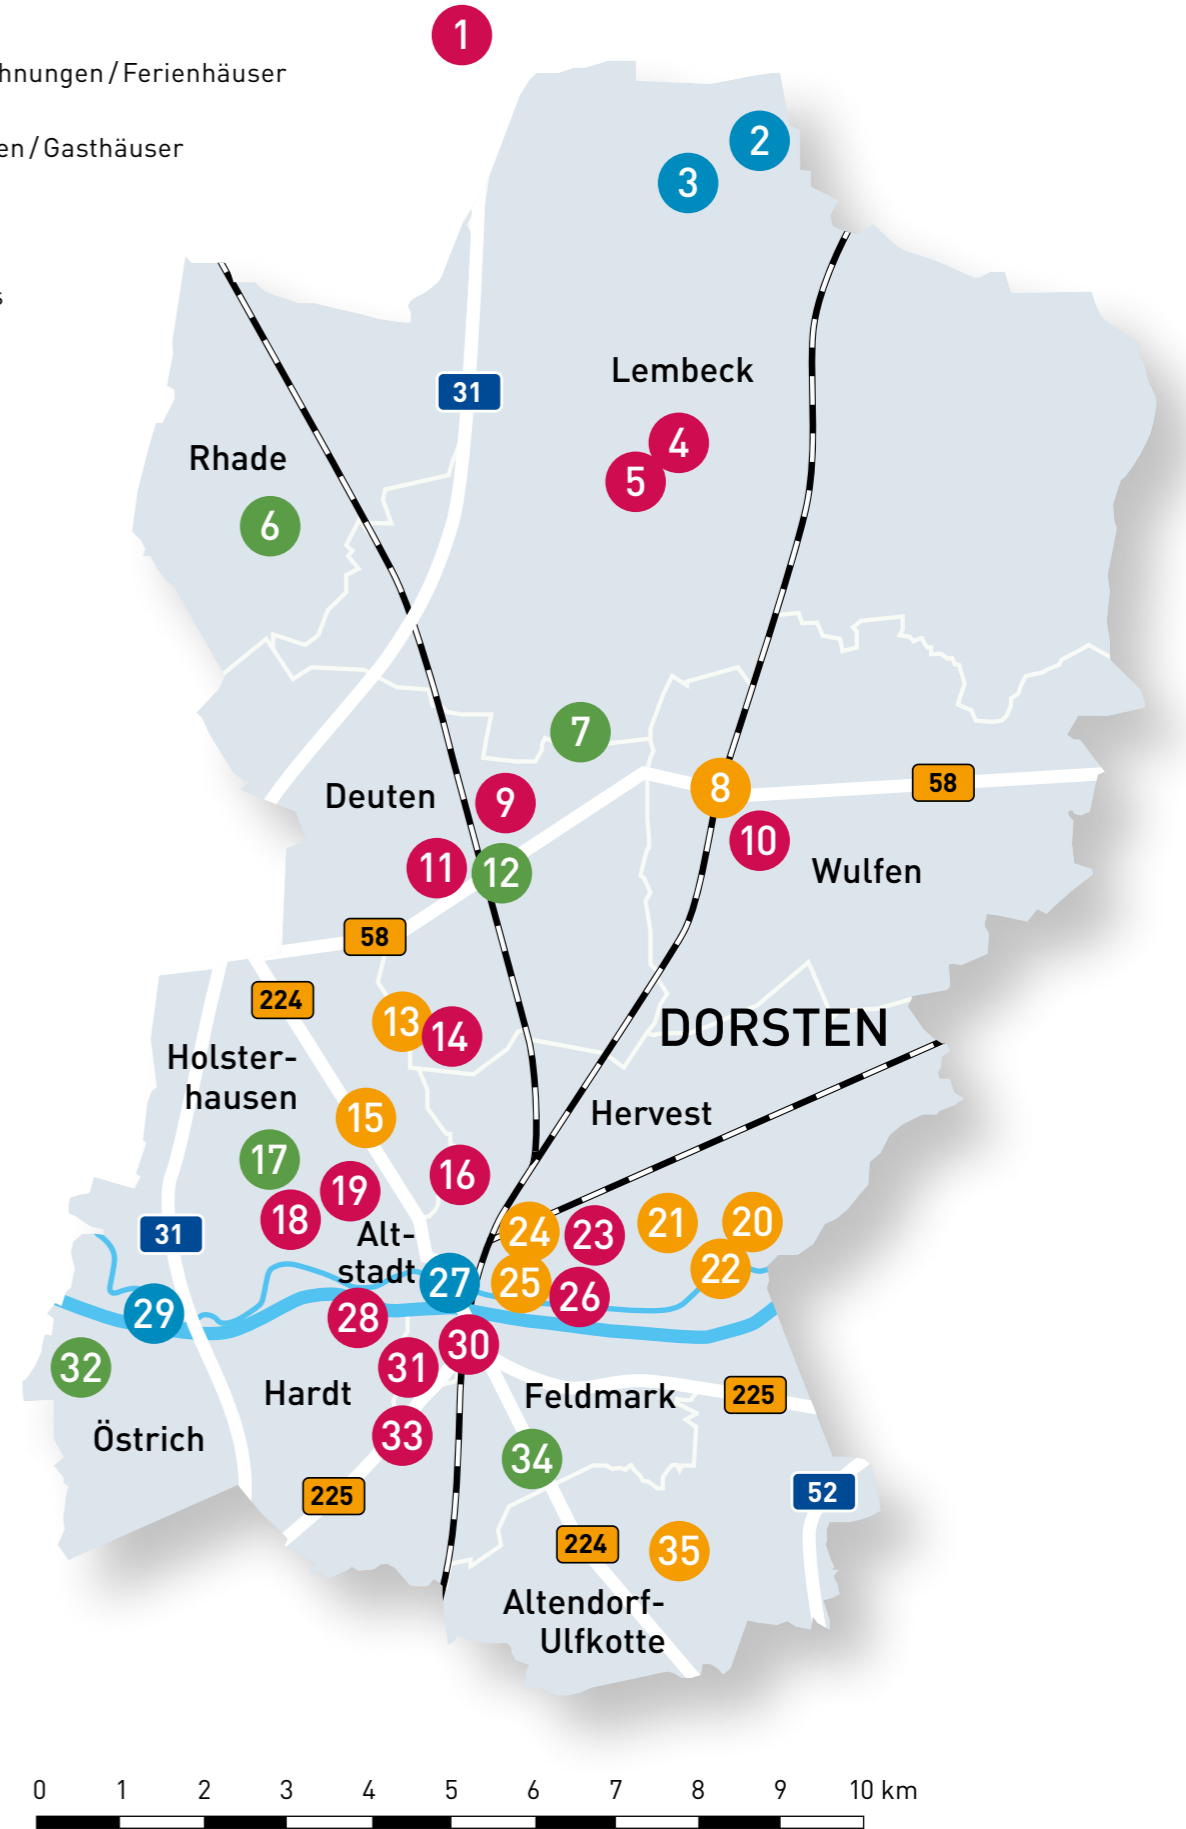 1
hnungen / Ferienhäuser
2
en / Gasthäuser
3
s
Lembeck
31
4
Rhade
5
6
7
8
58
Deuten
9
10
11
12
Wulfen
58
224
13
14
DORSTEN
Holster-
hausen
15
Hervest
17
16
19
18
31
Alt-
stadt
24
23
21
20
22
27
25
26
29
28
30
32
31
Hardt
Feldmark
225
Östrich
33
34
225
52
224
35
Altendorf-
Ulfkotte
0 1 2 3 4 5 6 7 8 9 10 km